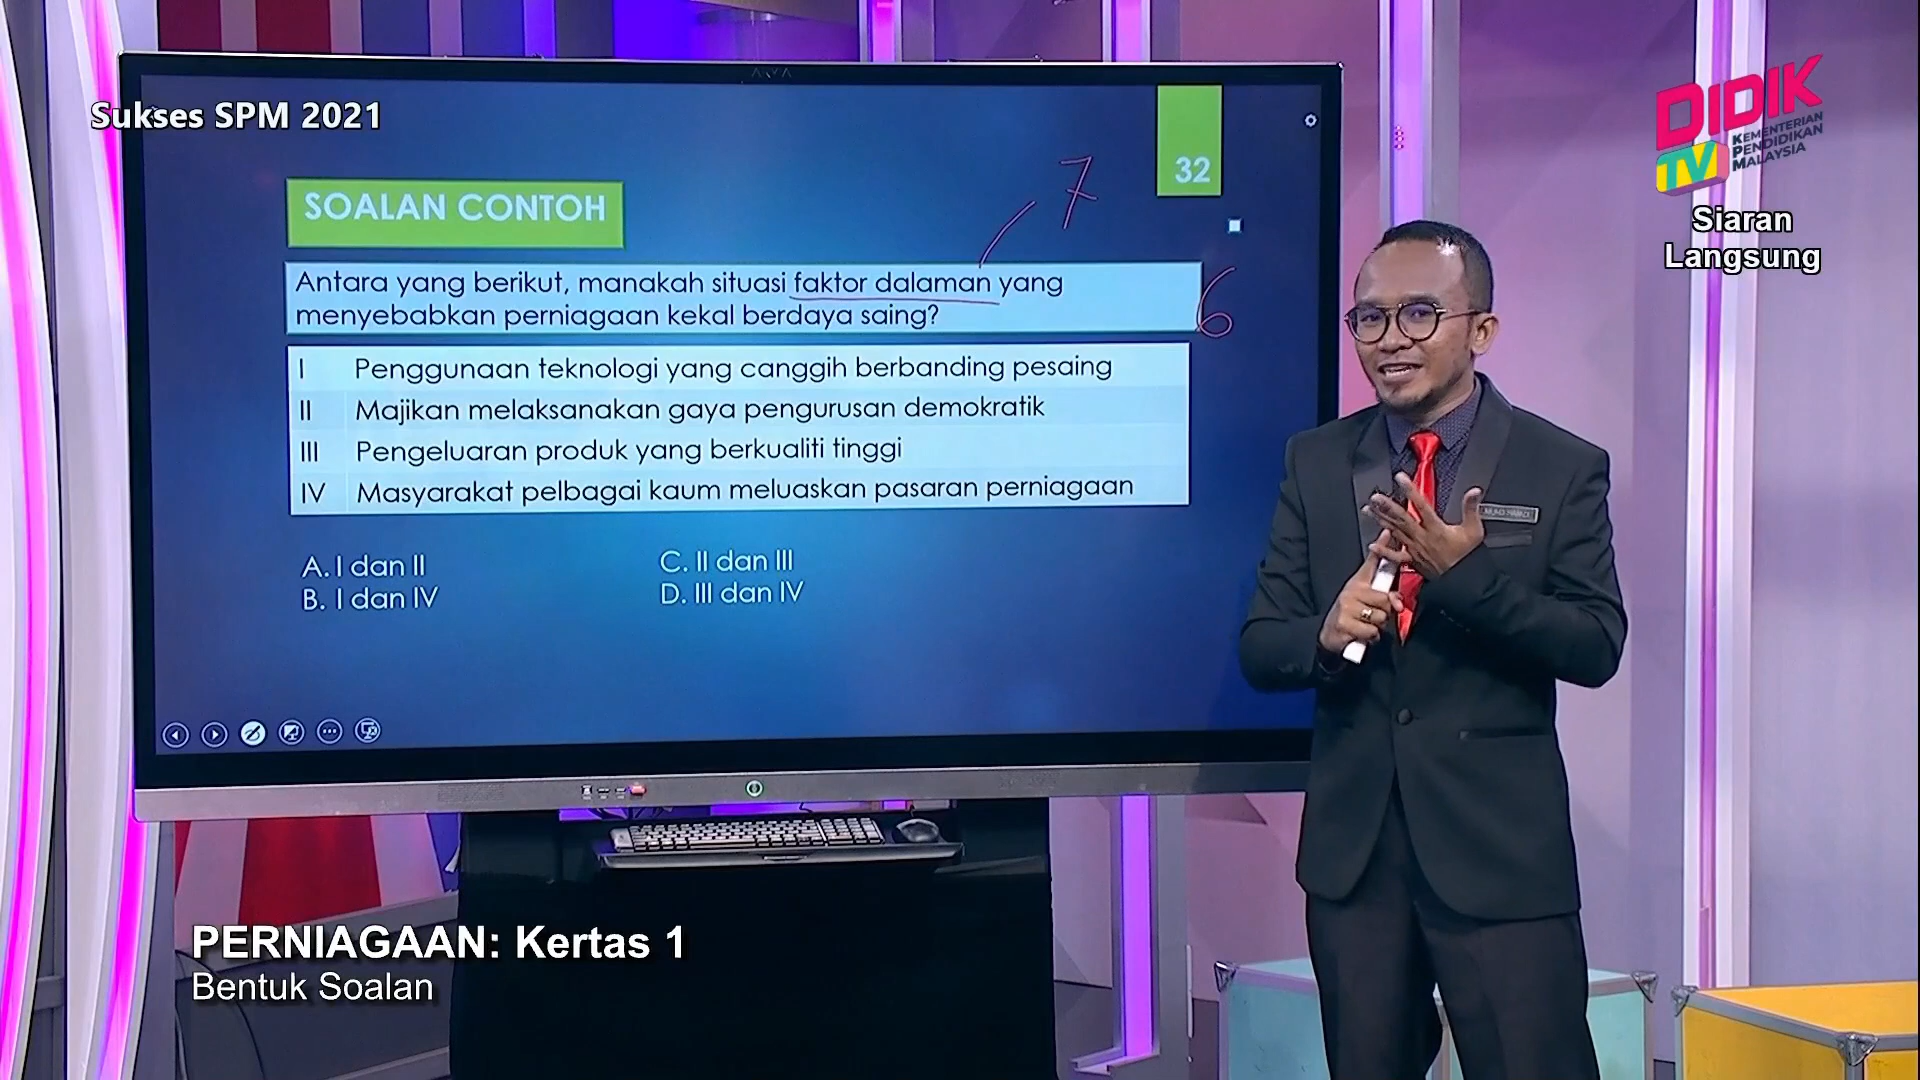 Sukses SPM 2021
DIDIK
TV
KEMENTERIAN
PENDIDIKAN
MALAYSIA
Siaran
Langsung
32
7
SOALAN CONTOH
Antara yang berikut, manakah situasi faktor dalaman yang
menyebabkan perniagaan kekal berdaya saing?
6
I Penggunaan teknologi yang canggih berbanding pesaing
II Majikan melaksanakan gaya pengurusan demokratik
III Pengeluaran produk yang berkualiti tinggi
IV Masyarakat pelbagai kaum meluaskan pasaran perniagaan
A. I dan II
B. I dan IV
C. II dan III
D. III dan IV
PERNIAGAAN: Kertas 1
Bentuk Soalan